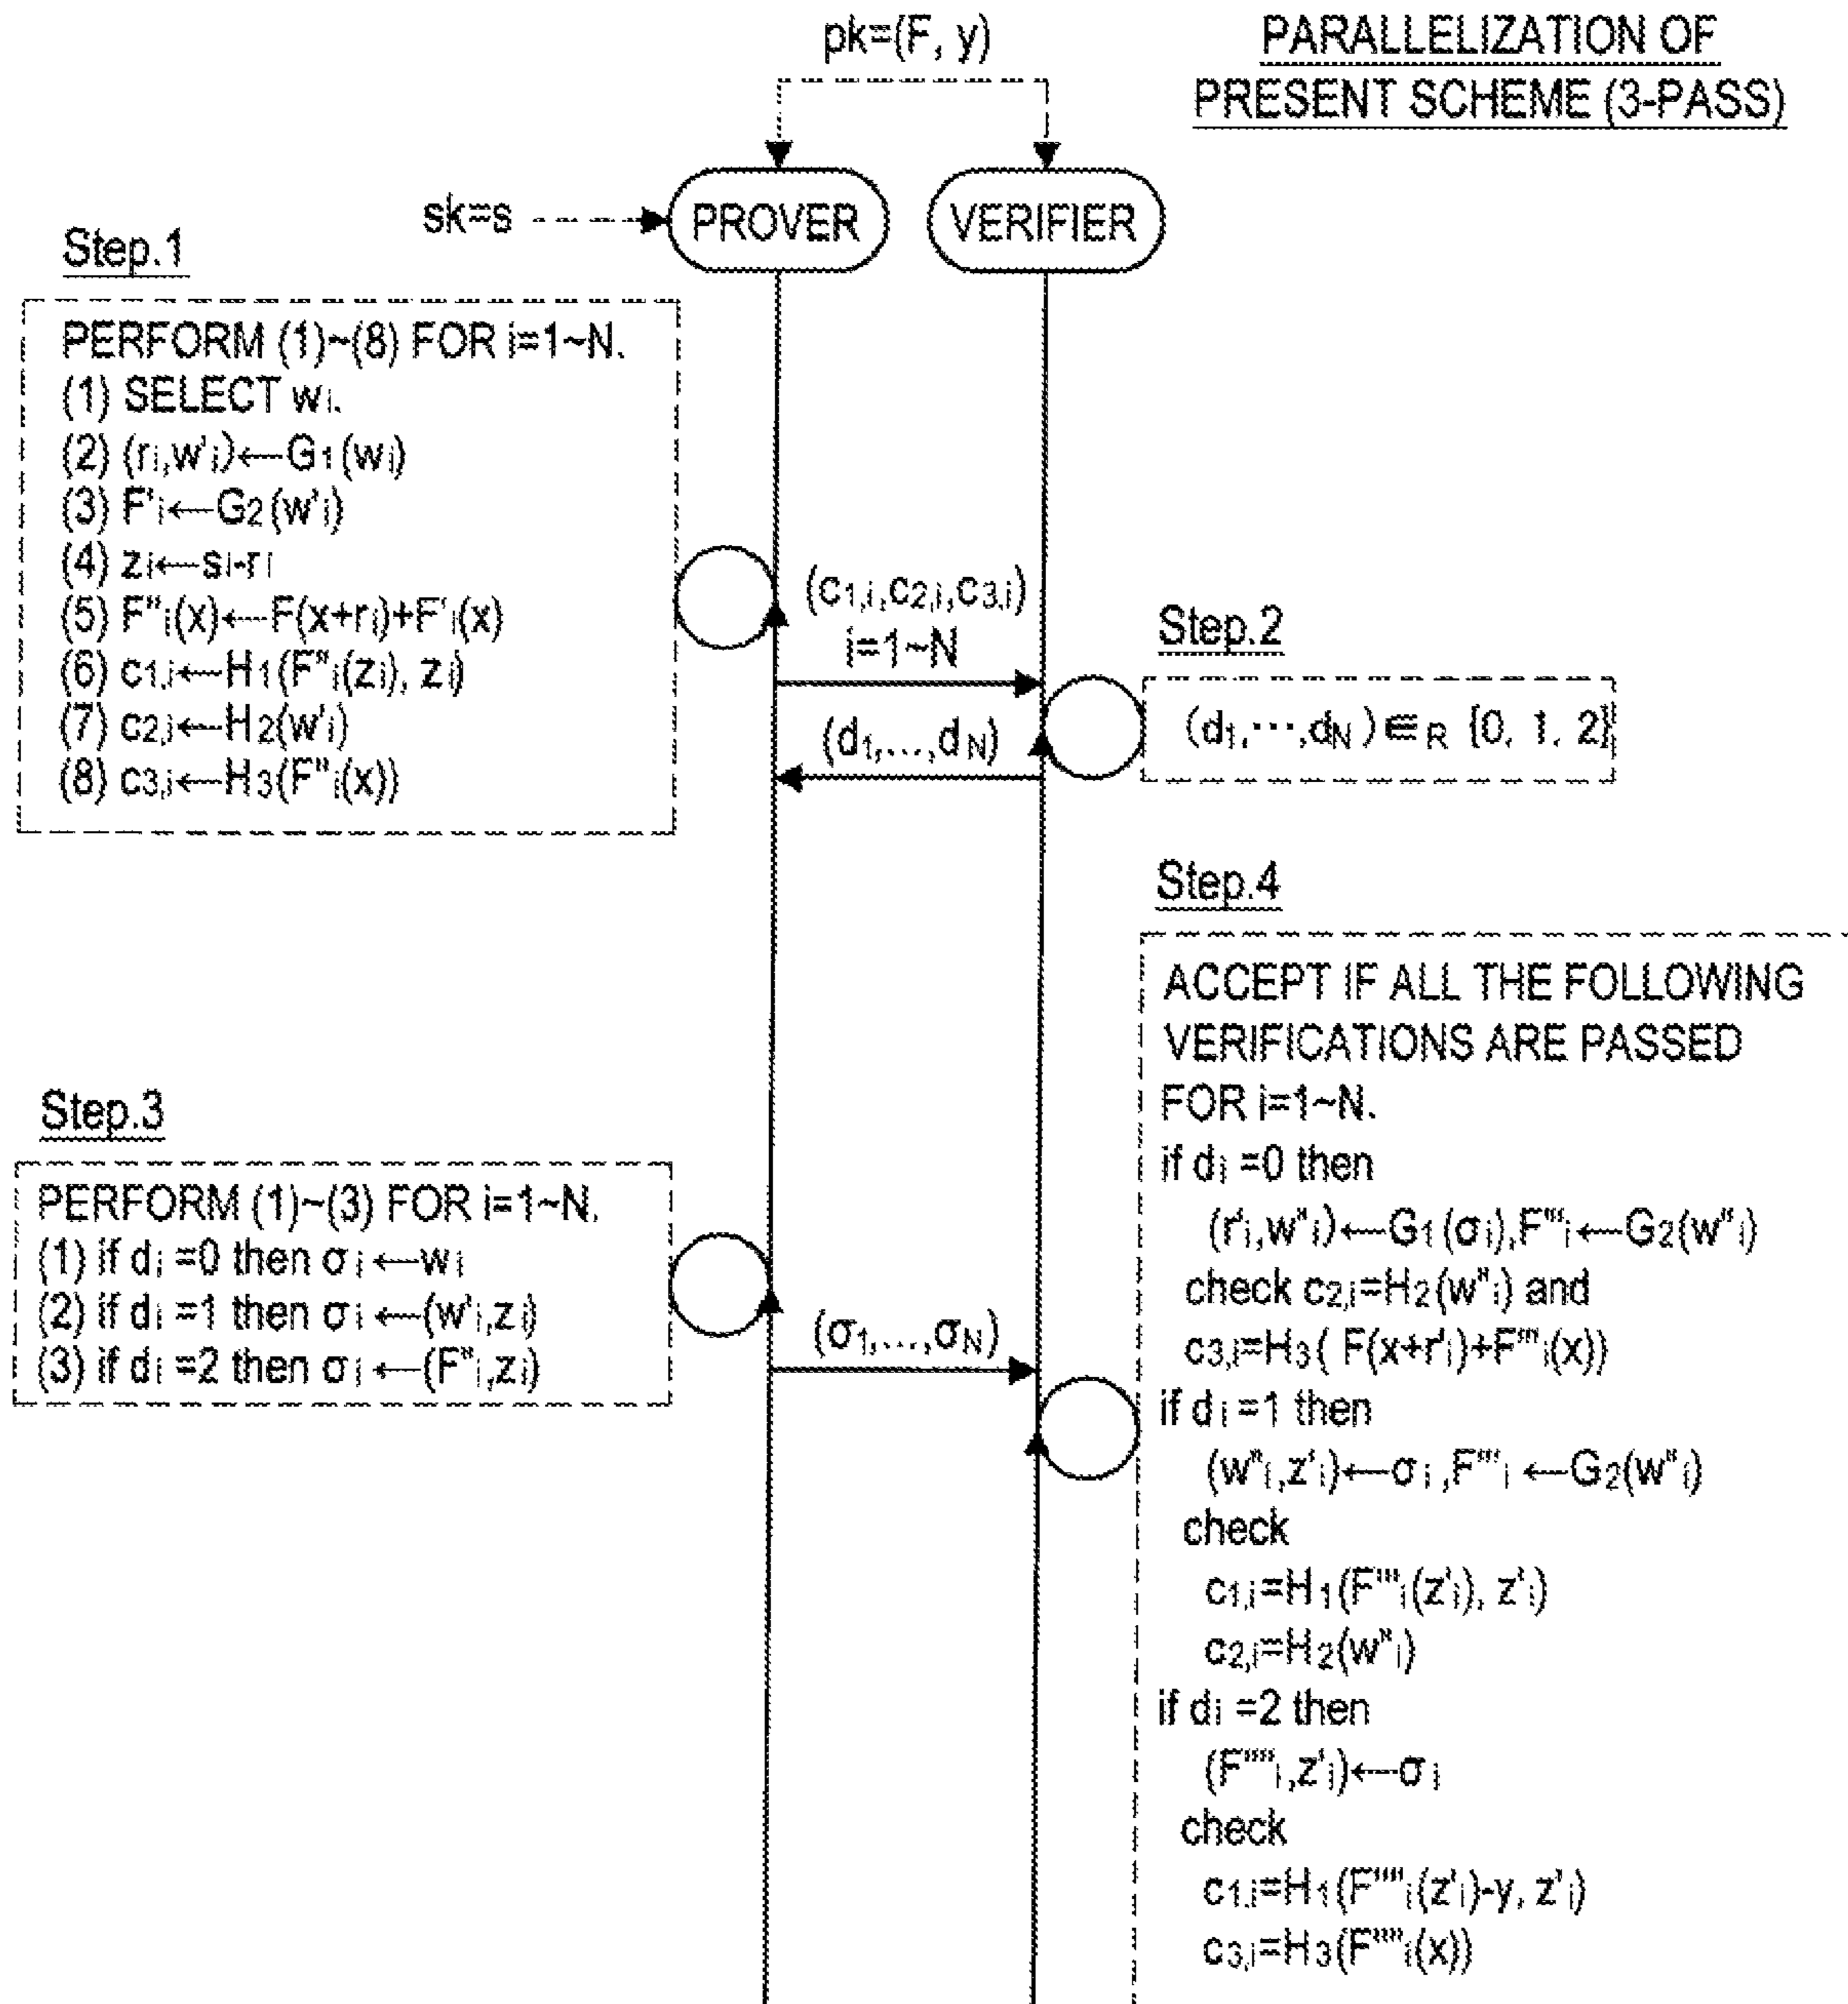 pk=(F, y)
PARALLELIZATION OF
PRESENT SCHEME (3-PASS)
sk=s
PROVER
VERIFIER
Step.1
PERFORM (1)~(8) FOR i=1~N.
(1) SELECT wᵢ.
(2) (rᵢ,w'ᵢ)←G₁(wᵢ)
(3) F'ᵢ←G₂(w'ᵢ)
(4) zᵢ←sᵢ-rᵢ
(5) F"ᵢ(x)←F(x+rᵢ)+F'ᵢ(x)
(6) c₁,ᵢ←H₁(F"ᵢ(zᵢ), zᵢ)
(7) c₂,ᵢ←H₂(w'ᵢ)
(8) c₃,ᵢ←H₃(F"ᵢ(x))
(c₁,ᵢ,c₂,ᵢ,c₃,ᵢ)
i=1~N
Step.2
(d₁,⋯,d_N) ∈_R {0, 1, 2}
(d₁,...,d_N)
Step.3
PERFORM (1)~(3) FOR i=1~N.
(1) if dᵢ =0 then σᵢ←wᵢ
(2) if dᵢ =1 then σᵢ←(w'ᵢ,zᵢ)
(3) if dᵢ =2 then σᵢ←(F"ᵢ,zᵢ)
(σ₁,...,σ_N)
Step.4
ACCEPT IF ALL THE FOLLOWING
VERIFICATIONS ARE PASSED
FOR i=1~N.
if dᵢ =0 then
(r'ᵢ,w"ᵢ)←G₁(σᵢ),F'''ᵢ←G₂(w"ᵢ)
check c₂,ᵢ=H₂(w"ᵢ) and
c₃,ᵢ=H₃( F(x+r'ᵢ)+F'''ᵢ(x))
if dᵢ =1 then
(w"ᵢ,z'ᵢ)←σᵢ ,F'''ᵢ ←G₂(w"ᵢ)
check
c₁,ᵢ=H₁(F'''ᵢ(z'ᵢ), z'ᵢ)
c₂,ᵢ=H₂(w"ᵢ)
if dᵢ =2 then
(F''''ᵢ,z'ᵢ)←σᵢ
check
c₁,ᵢ=H₁(F''''ᵢ(z'ᵢ)-y, z'ᵢ)
c₃,ᵢ=H₃(F''''ᵢ(x))